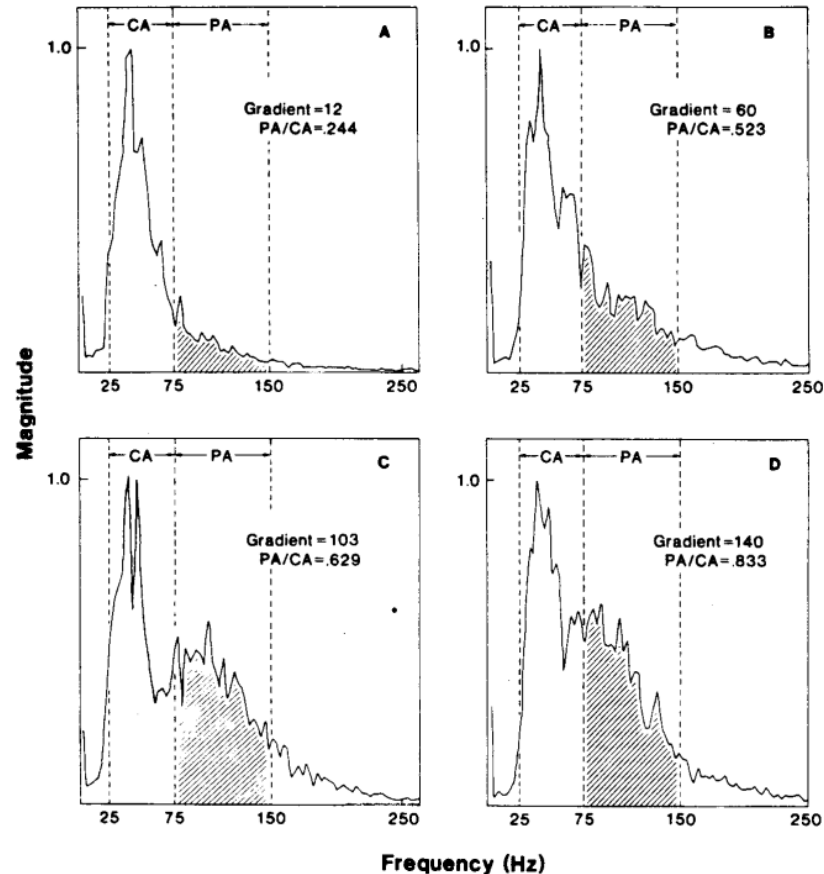 CA PA A
1.0
Gradient=12
PA/CA=.244
25 75 150 250
CA PA B
1.0
Gradient=60
PA/CA=.523
25 75 150 250
Magnitude
CA PA C
1.0
Gradient=103
PA/CA=.629
25 75 150 250
CA PA D
1.0
Gradient=140
PA/CA=.833
25 75 150 250
Frequency (Hz)